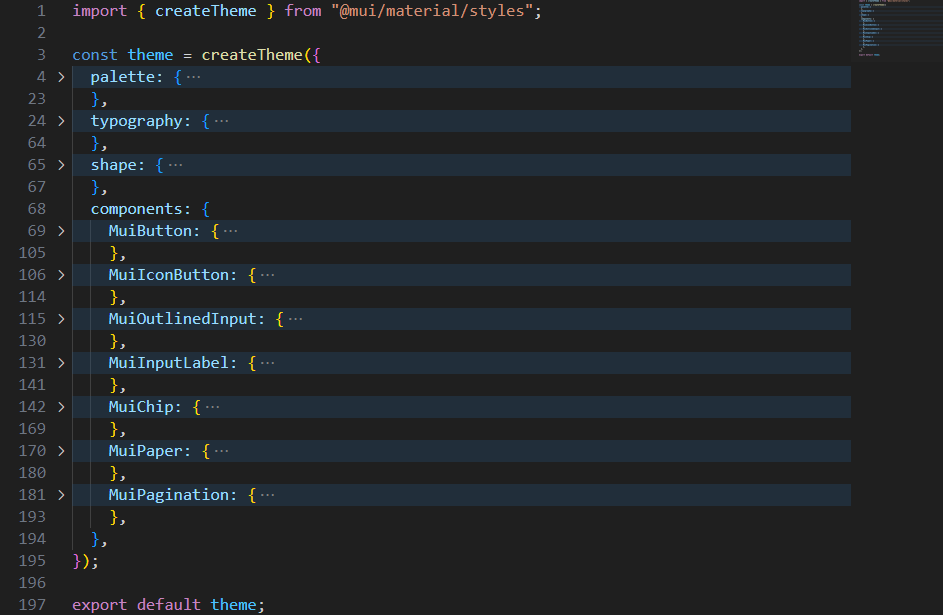 1 import { createTheme } from "@mui/material/styles";
2
3 const theme = createTheme({
4 palette: { ···
23 },
24 typography: { ···
64 },
65 shape: { ···
67 },
68 components: {
69 MuiButton: { ···
105 },
106 MuiIconButton: { ···
114 },
115 MuiOutlinedInput: { ···
130 },
131 MuiInputLabel: { ···
141 },
142 MuiChip: { ···
169 },
170 MuiPaper: { ···
180 },
181 MuiPagination: { ···
193 },
194 },
195 });
196
197 export default theme;